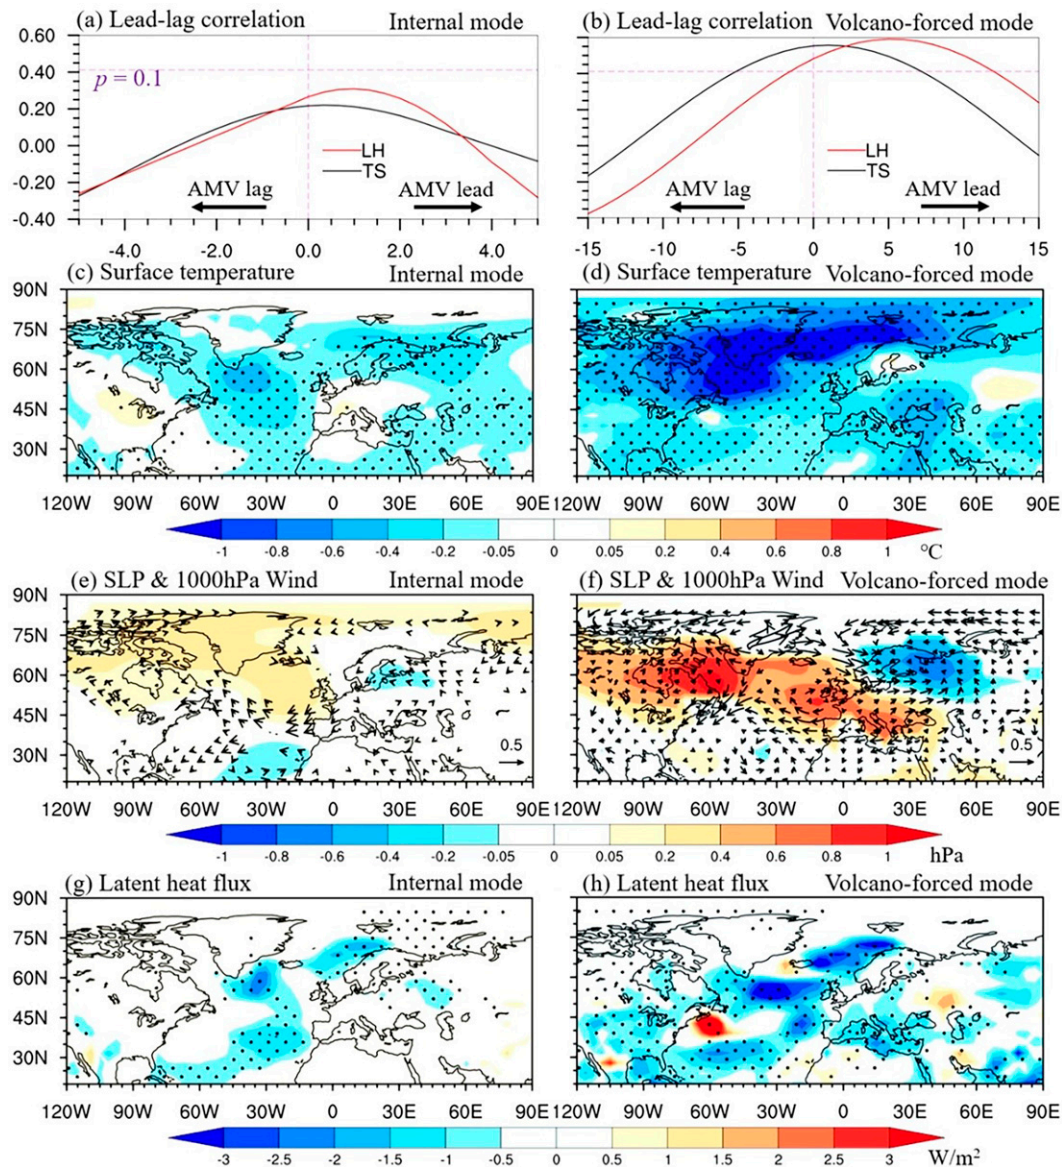 (a) Lead-lag correlation Internal mode
(b) Lead-lag correlation Volcano-forced mode
0.60
0.40
0.20
0.00
-0.20
-0.40
p = 0.1
LH
TS
AMV lag
AMV lead
-4.0 -2.0 0.0 2.0 4.0
LH
TS
AMV lag
AMV lead
-15 -10 -5 0 5 10 15
(c) Surface temperature Internal mode
(d) Surface temperature Volcano-forced mode
90N
75N
60N
45N
30N
120W 90W 60W 30W 0 30E 60E 90E
120W 90W 60W 30W 0 30E 60E 90E
-1 -0.8 -0.6 -0.4 -0.2 -0.05 0 0.05 0.2 0.4 0.6 0.8 1 °C
(e) SLP & 1000hPa Wind Internal mode
(f) SLP & 1000hPa Wind Volcano-forced mode
90N
75N
60N
45N
30N
0.5
0.5
120W 90W 60W 30W 0 30E 60E 90E
120W 90W 60W 30W 0 30E 60E 90E
-1 -0.8 -0.6 -0.4 -0.2 -0.05 0 0.05 0.2 0.4 0.6 0.8 1 hPa
(g) Latent heat flux Internal mode
(h) Latent heat flux Volcano-forced mode
90N
75N
60N
45N
30N
120W 90W 60W 30W 0 30E 60E 90E
120W 90W 60W 30W 0 30E 60E 90E
-3 -2.5 -2 -1.5 -1 -0.5 0 0.5 1 1.5 2 2.5 3 W/m²